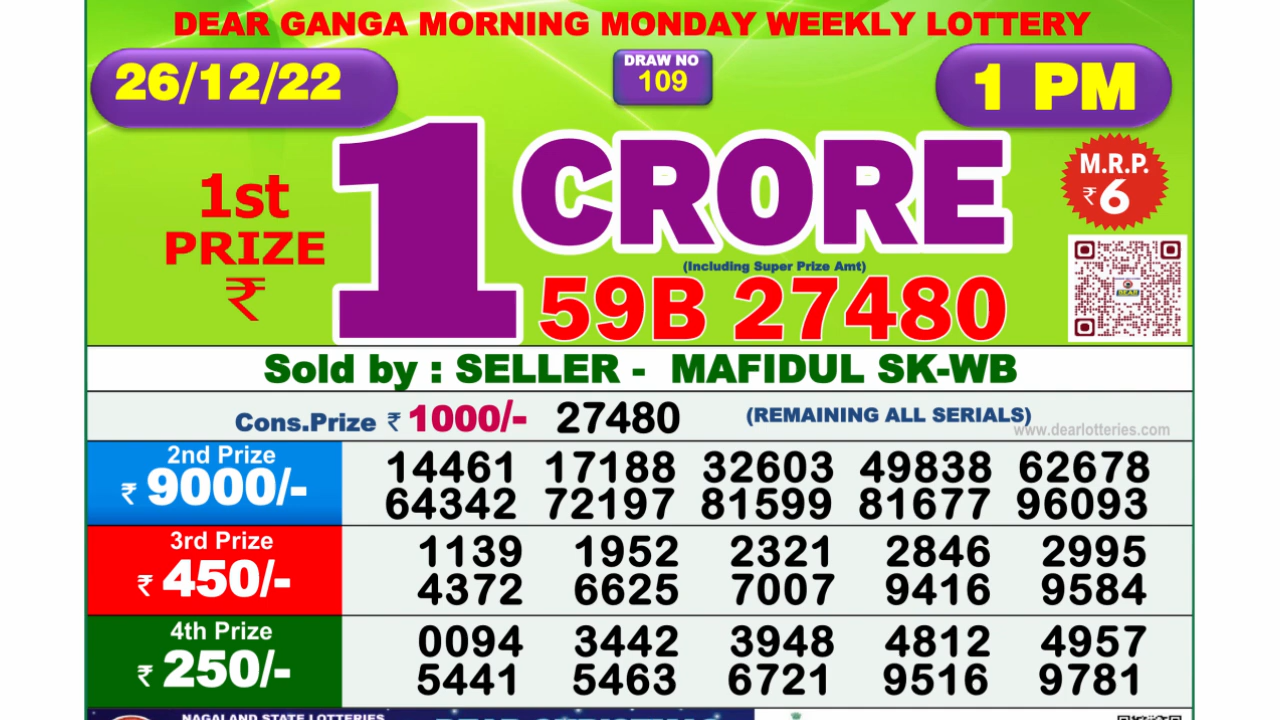 DEAR GANGA MORNING MONDAY WEEKLY LOTTERY
26/12/22
DRAW NO
109
1 PM
1st
PRIZE
₹
1 CRORE
(Including Super Prize Amt)
59B 27480
M.R.P.
₹6
DEAR
Sold by : SELLER - MAFIDUL SK-WB
Cons.Prize ₹ 1000/- 27480 (REMAINING ALL SERIALS)
www.dearlotteries.com
2nd Prize
₹ 9000/-
14461 17188 32603 49838 62678
64342 72197 81599 81677 96093
3rd Prize
₹ 450/-
1139 1952 2321 2846 2995
4372 6625 7007 9416 9584
4th Prize
₹ 250/-
0094 3442 3948 4812 4957
5441 5463 6721 9516 9781
NAGALAND STATE LOTTERIES
DEAR CHRISTMAS